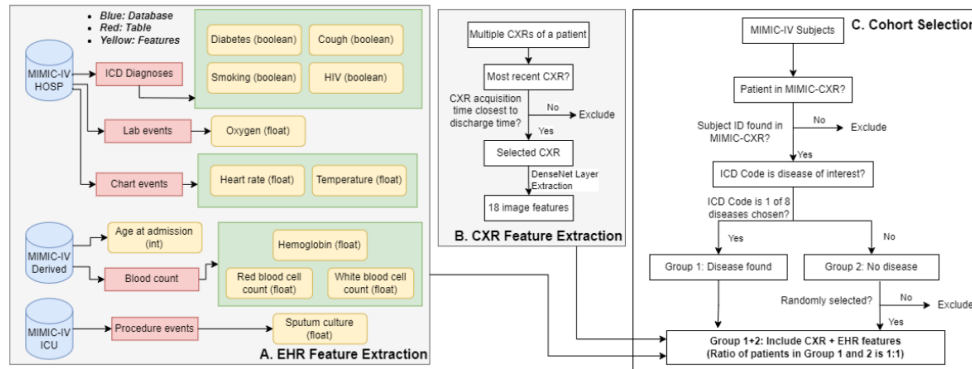 ● Blue: Database
● Red: Table
● Yellow: Features
MIMIC-IV
HOSP
ICD Diagnoses
Diabetes (boolean)
Cough (boolean)
Smoking (boolean)
HIV (boolean)
Lab events
Oxygen (float)
Chart events
Heart rate (float)
Temperature (float)
MIMIC-IV
Derived
Age at admission
(int)
Blood count
Hemoglobin (float)
Red blood cell
count (float)
White blood cell
count (float)
MIMIC-IV
ICU
Procedure events
Sputum culture
(float)
A. EHR Feature Extraction
Multiple CXRs of a patient
Most recent CXR?
CXR acquisition
time closest to
discharge time?
No
Exclude
Yes
Selected CXR
DenseNet Layer
Extraction
18 image features
B. CXR Feature Extraction
C. Cohort Selection
MIMIC-IV Subjects
Patient in MIMIC-CXR?
Subject ID found in
MIMIC-CXR?
No
Exclude
Yes
ICD Code is disease of interest?
ICD Code is 1 of 8
diseases chosen?
Yes
No
Group 1: Disease found
Group 2: No disease
Randomly selected?
No
Exclude
Yes
Group 1+2: Include CXR + EHR features
(Ratio of patients in Group 1 and 2 is 1:1)